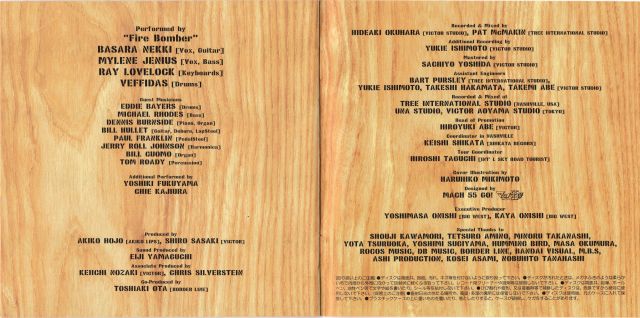 Performed by
"Fire Bomber"
BASARA NEKKI [Vox, Guitar]
MYLENE JENIUS [Vox, Bass]
RAY LOVELOCK [Keyboards]
VEFFIDAS [Drums]
Guest Musicians
EDDIE BAYERS [Drums]
MICHAEL RHODES [Bass]
DENNIS BURNSIDE [Piano, Organ]
BILL HULLET [Guitar, Dobro, LapSteel]
PAUL FRANKLIN [PedalSteel]
JERRY ROLL JOHNSON [Harmonica]
BILL CUOMO [Organ]
TOM ROADY [Percussion]
Additional Performed by
YOSHIKI FUKUYAMA
CHIE KAJIURA
Produced by
AKIKO HOJO [AKIKO LIPS], SHIRO SASAKI [VICTOR]
Sound Produced by
EIJI YAMAGUCHI
Associate Produced by
KEIICHI NOZAKI [VICTOR], CHRIS SILVERSTEIN
Co-Produced by
TOSHIAKI OTA [BORDER LINE]
Recorded & Mixed by
HIDEAKI OKUHARA [VICTOR STUDIO], PAT McMAKIN [TREE INTERNATIONAL STUDIO]
Additional Recording by
YUKIE ISHIMOTO [VICTOR STUDIO]
Mastered by
SACHIYO YOSHIDA [VICTOR STUDIO]
Assistant Engineers
BART PURSLEY [TREE INTERNATIONAL STUDIO],
YUKIE ISHIMOTO, TAKESHI HAKAMATA, TAKEMI ABE [VICTOR STUDIO]
Recorded & Mixed at
TREE INTERNATIONAL STUDIO [NASHVILLE, USA]
UNA STUDIO, VICTOR AOYAMA STUDIO [TOKYO]
Head of Promotion
HIROYUKI ABE [VICTOR]
Coordinator in NASHVILLE
KEISHI SHIKATA [SHIKATA RECORDS]
Tour Coordinator
HIROSHI TAGUCHI [SKY ROAD TOURIST]
Cover Illustration by
HARUHIKO MIKIMOTO
Designed by
MACH 55 GO!
Executive Producer
YOSHIMASA ONISHI [BIG WEST], KAYA ONISHI [BIG WEST]
Special Thanks to
SHOUJI KAWAMORI, TETSURO AMINO, MINORU TAKANASHI,
YOTA TSURUOKA, YOSHIMI SUGIYAMA, HUMMING BIRD, MASA OKUMURA,
ROCOS MUSIC, DR MUSIC, BORDER LINE, BANDAI VISUAL, M.B.S,
ASHI PRODUCTION, KOSEI ASAMI, NOBUHITO TANAHASHI